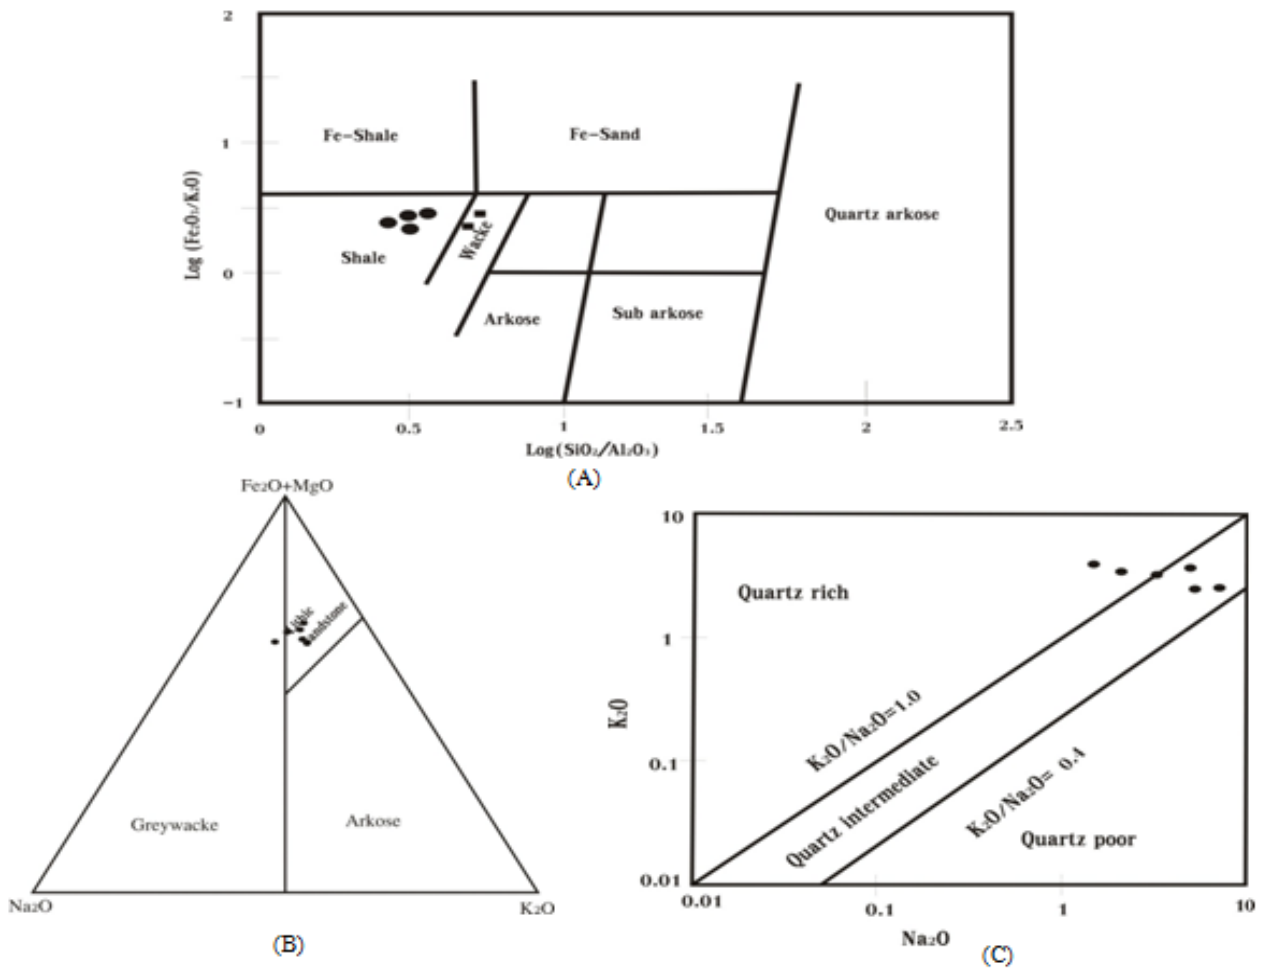 2
Fe-Shale
Fe-Sand
1
Log (Fe₂O₃/K₂O)
Quartz arkose
Wacke
Shale
0
Arkose
Sub arkose
-1
0
0.5
1
1.5
2
2.5
Log(SiO₂/Al₂O₃)
(A)
Fe₂O+MgO
Sandstone
Greywacke
Arkose
Na₂O
K₂O
(B)
10
Quartz rich
1
K₂O
K₂O/Na₂O=1.0
0.1
Quartz intermediate
K₂O/Na₂O= 0.4
Quartz poor
0.01
0.01
0.1
1
10
Na₂O
(C)